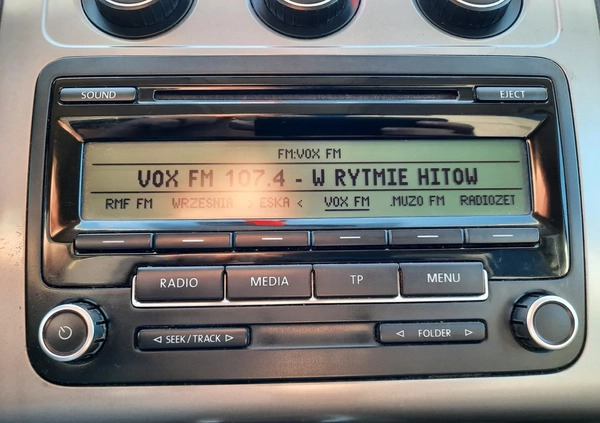 SOUND
EJECT
FM:VOX FM
VOX FM 107.4 - W RYTMIE HITOW
RMF FM WRZESNIA ESKA < VOX FM .MUZO FM RADIOZET
RADIO MEDIA TP MENU
◁ SEEK / TRACK ▷ ◁ FOLDER ▷